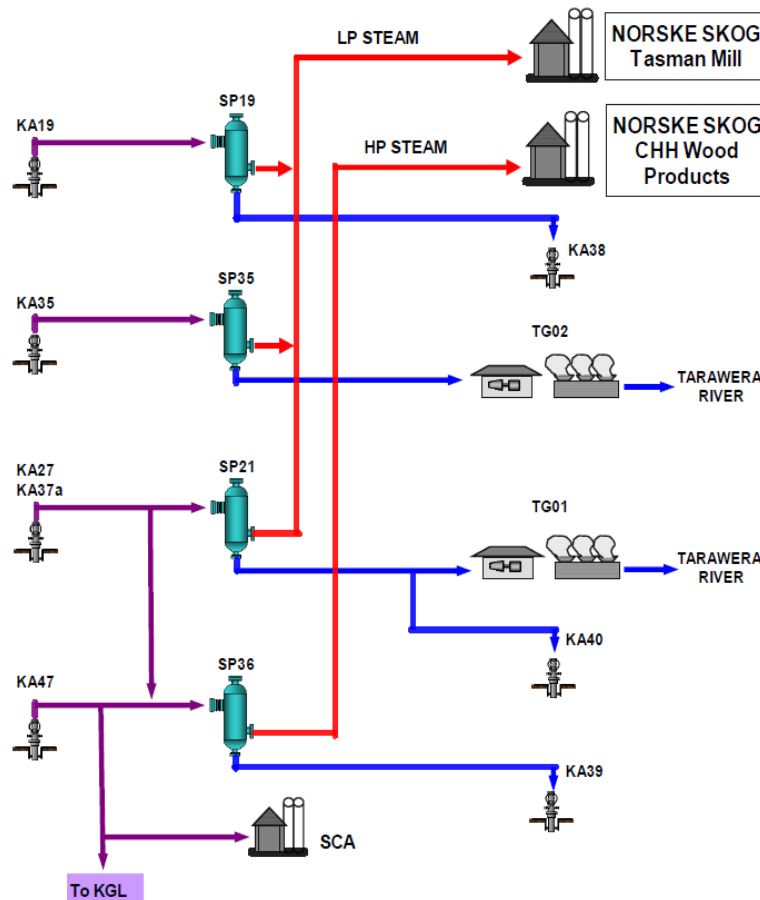 LP STEAM
NORSKE SKOG
Tasman Mill
SP19
KA19
HP STEAM
NORSKE SKOG
CHH Wood
Products
KA38
SP35
KA35
TG02
TARAWERA
RIVER
KA27
KA37a
SP21
TG01
TARAWERA
RIVER
KA40
SP36
KA47
KA39
SCA
To KGL